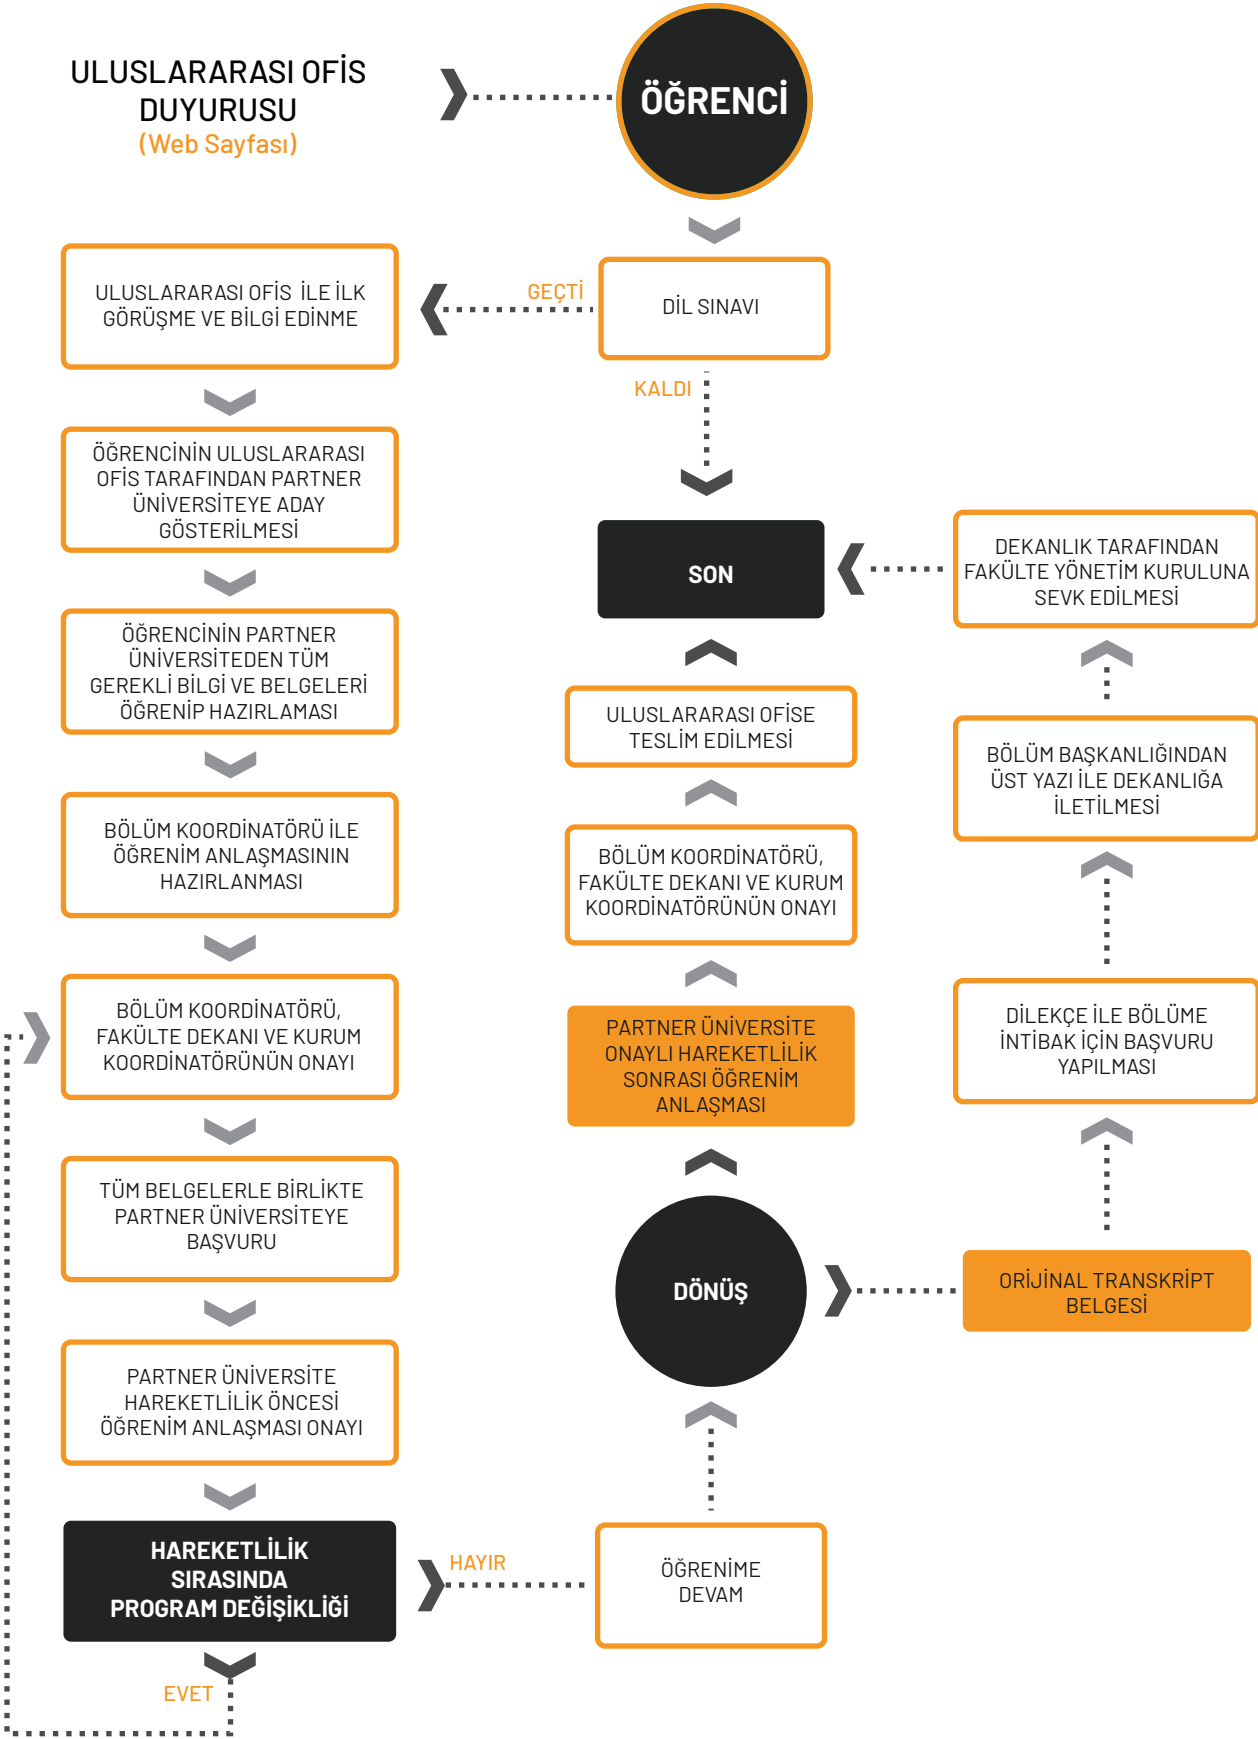 ULUSLARARASI OFİS
DUYURUSU
(Web Sayfası)
ÖĞRENCİ
DİL SINAVI
GEÇTİ
KALDI
ULUSLARARASI OFİS İLE İLK
GÖRÜŞME VE BİLGİ EDİNME
ÖĞRENCİNİN ULUSLARARASI
OFİS TARAFINDAN PARTNER
ÜNİVERSİTEYE ADAY
GÖSTERİLMESİ
ÖĞRENCİNİN PARTNER
ÜNİVERSİTEDEN TÜM
GEREKLİ BİLGİ VE BELGELERİ
ÖĞRENİP HAZIRLAMASI
BÖLÜM KOORDİNATÖRÜ İLE
ÖĞRENİM ANLAŞMASININ
HAZIRLANMASI
BÖLÜM KOORDİNATÖRÜ,
FAKÜLTE DEKANI VE KURUM
KOORDİNATÖRÜNÜN ONAYI
TÜM BELGELERLE BİRLİKTE
PARTNER ÜNİVERSİTEYE
BAŞVURU
PARTNER ÜNİVERSİTE
HAREKETLİLİK ÖNCESİ
ÖĞRENİM ANLAŞMASI ONAYI
HAREKETLİLİK
SIRASINDA
PROGRAM DEĞİŞİKLİĞİ
EVET
HAYIR
ÖĞRENİME
DEVAM
DÖNÜŞ
PARTNER ÜNİVERSİTE
ONAYLI HAREKETLİLİK
SONRASI ÖĞRENİM
ANLAŞMASI
BÖLÜM KOORDİNATÖRÜ,
FAKÜLTE DEKANI VE KURUM
KOORDİNATÖRÜNÜN ONAYI
ULUSLARARASI OFİSE
TESLİM EDİLMESİ
SON
ORİJİNAL TRANSKRİPT
BELGESİ
DİLEKÇE İLE BÖLÜME
İNTİBAK İÇİN BAŞVURU
YAPILMASI
BÖLÜM BAŞKANLIĞINDAN
ÜST YAZI İLE DEKANLIĞA
İLETİLMESİ
DEKANLIK TARAFINDAN
FAKÜLTE YÖNETİM KURULUNA
SEVK EDİLMESİ